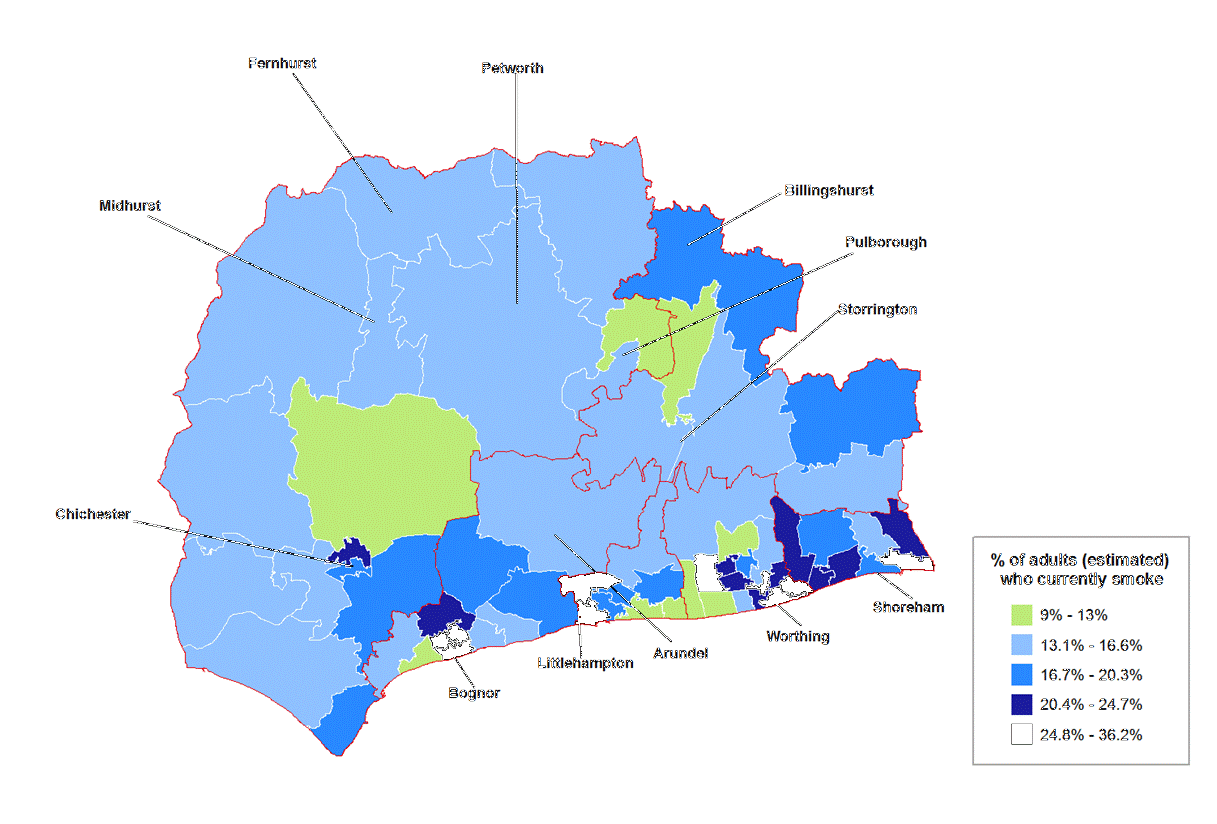 Fernhurst
Petworth
Billingshurst
Midhurst
Pulborough
Storrington
Chichester
% of adults (estimated)
who currently smoke
9% - 13%
13.1% - 16.6%
16.7% - 20.3%
20.4% - 24.7%
24.8% - 36.2%
Shoreham
Worthing
Arundel
Littlehampton
Bognor